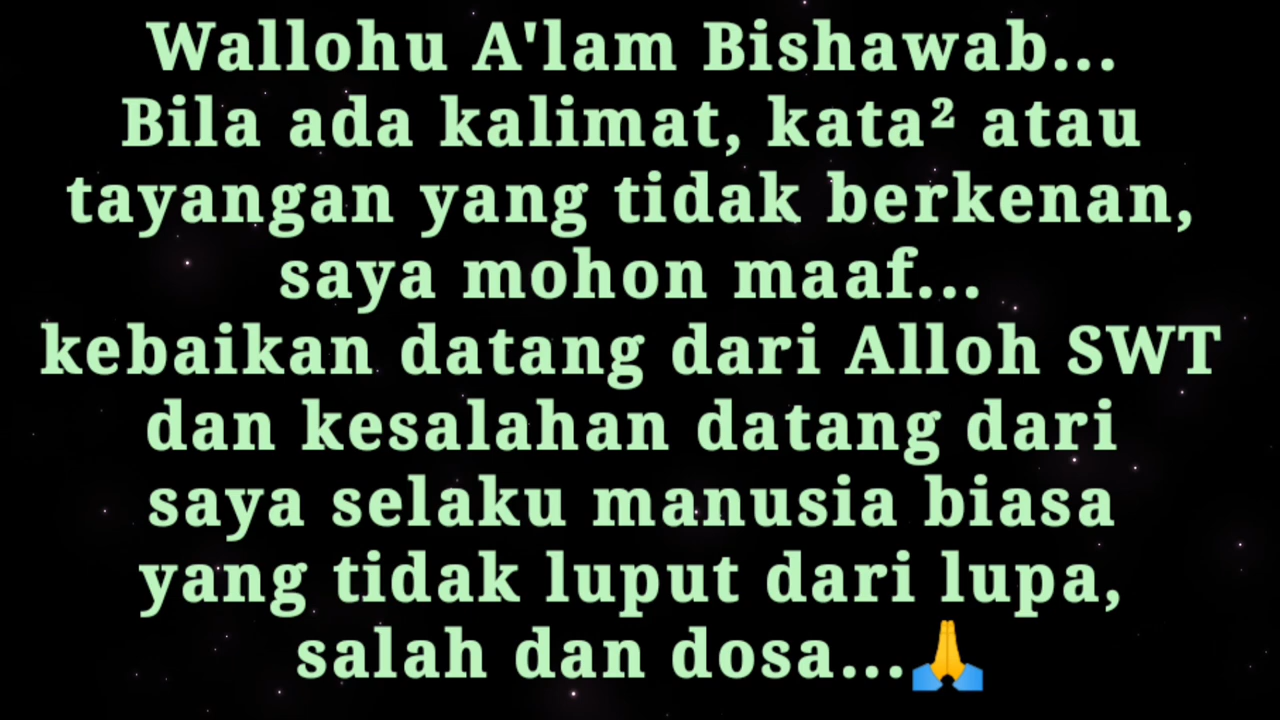 Wallohu A'lam Bishawab...
Bila ada kalimat, kata² atau
tayangan yang tidak berkenan,
saya mohon maaf...
kebaikan datang dari Alloh SWT
dan kesalahan datang dari
saya selaku manusia biasa
yang tidak luput dari lupa,
salah dan dosa...🙏